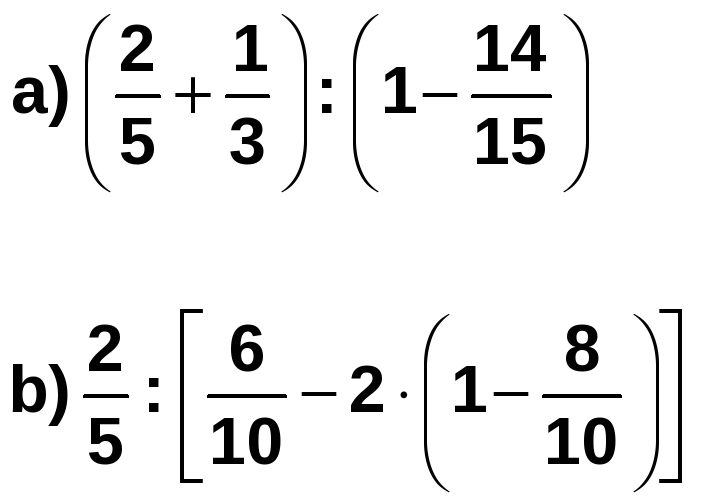 a) (2/5 + 1/3) : (1 − 14/15)
b) 2/5 : [6/10 − 2 · (1 − 8/10)]